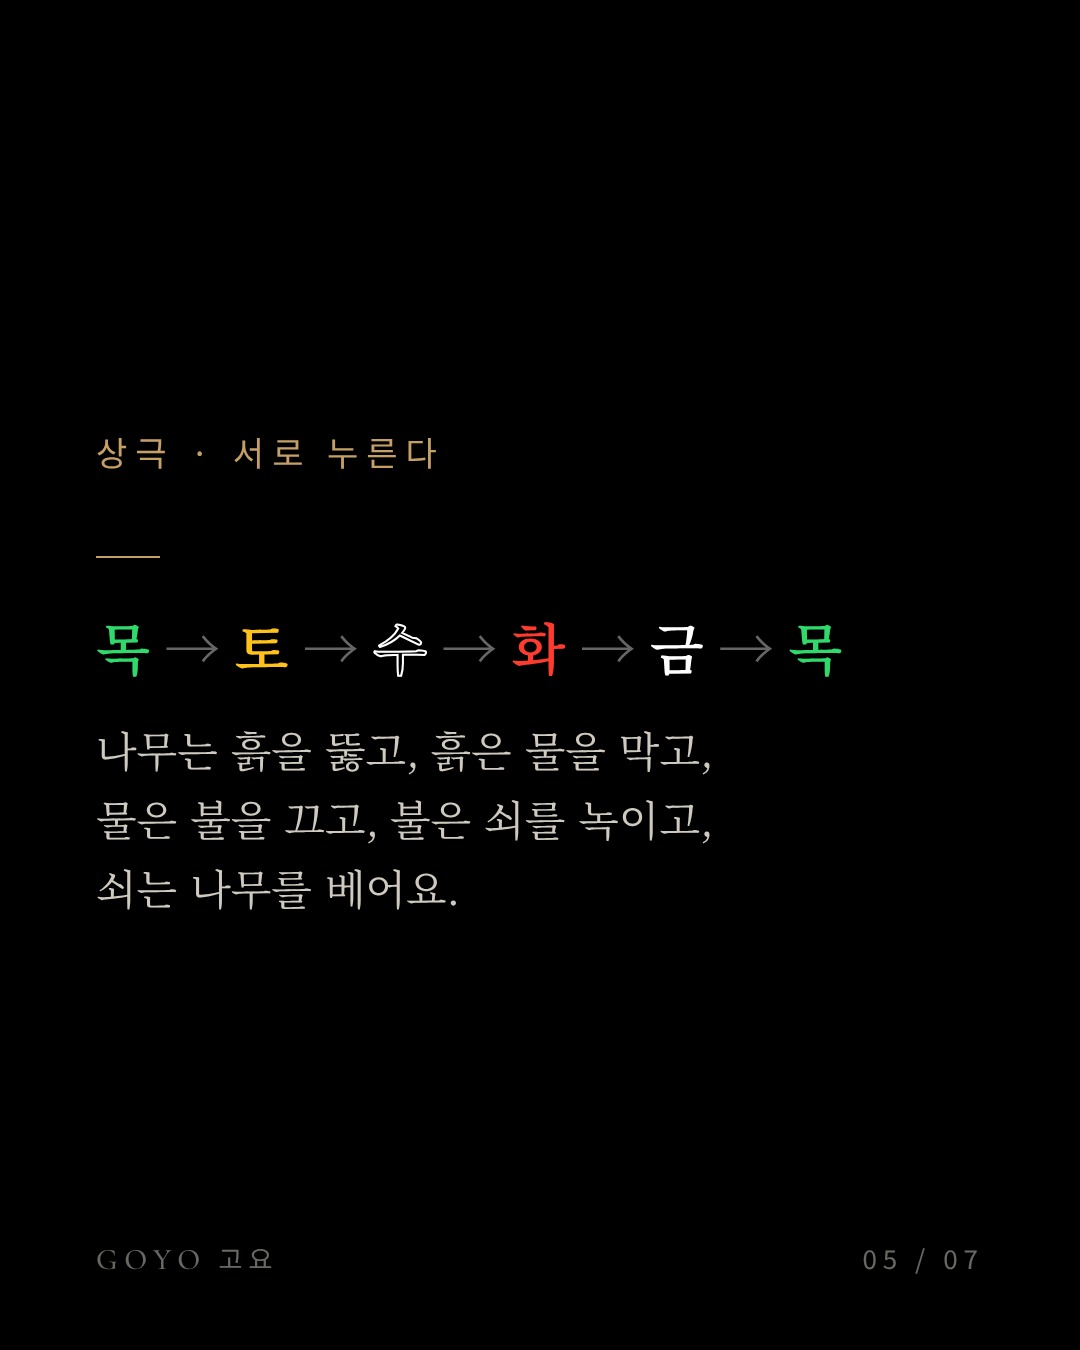 상극 · 서로 누른다
목 → 토 → 수 → 화 → 금 → 목
나무는 흙을 뚫고, 흙은 물을 막고,
물은 불을 끄고, 불은 쇠를 녹이고,
쇠는 나무를 베어요.
GOYO 고요
05 / 07